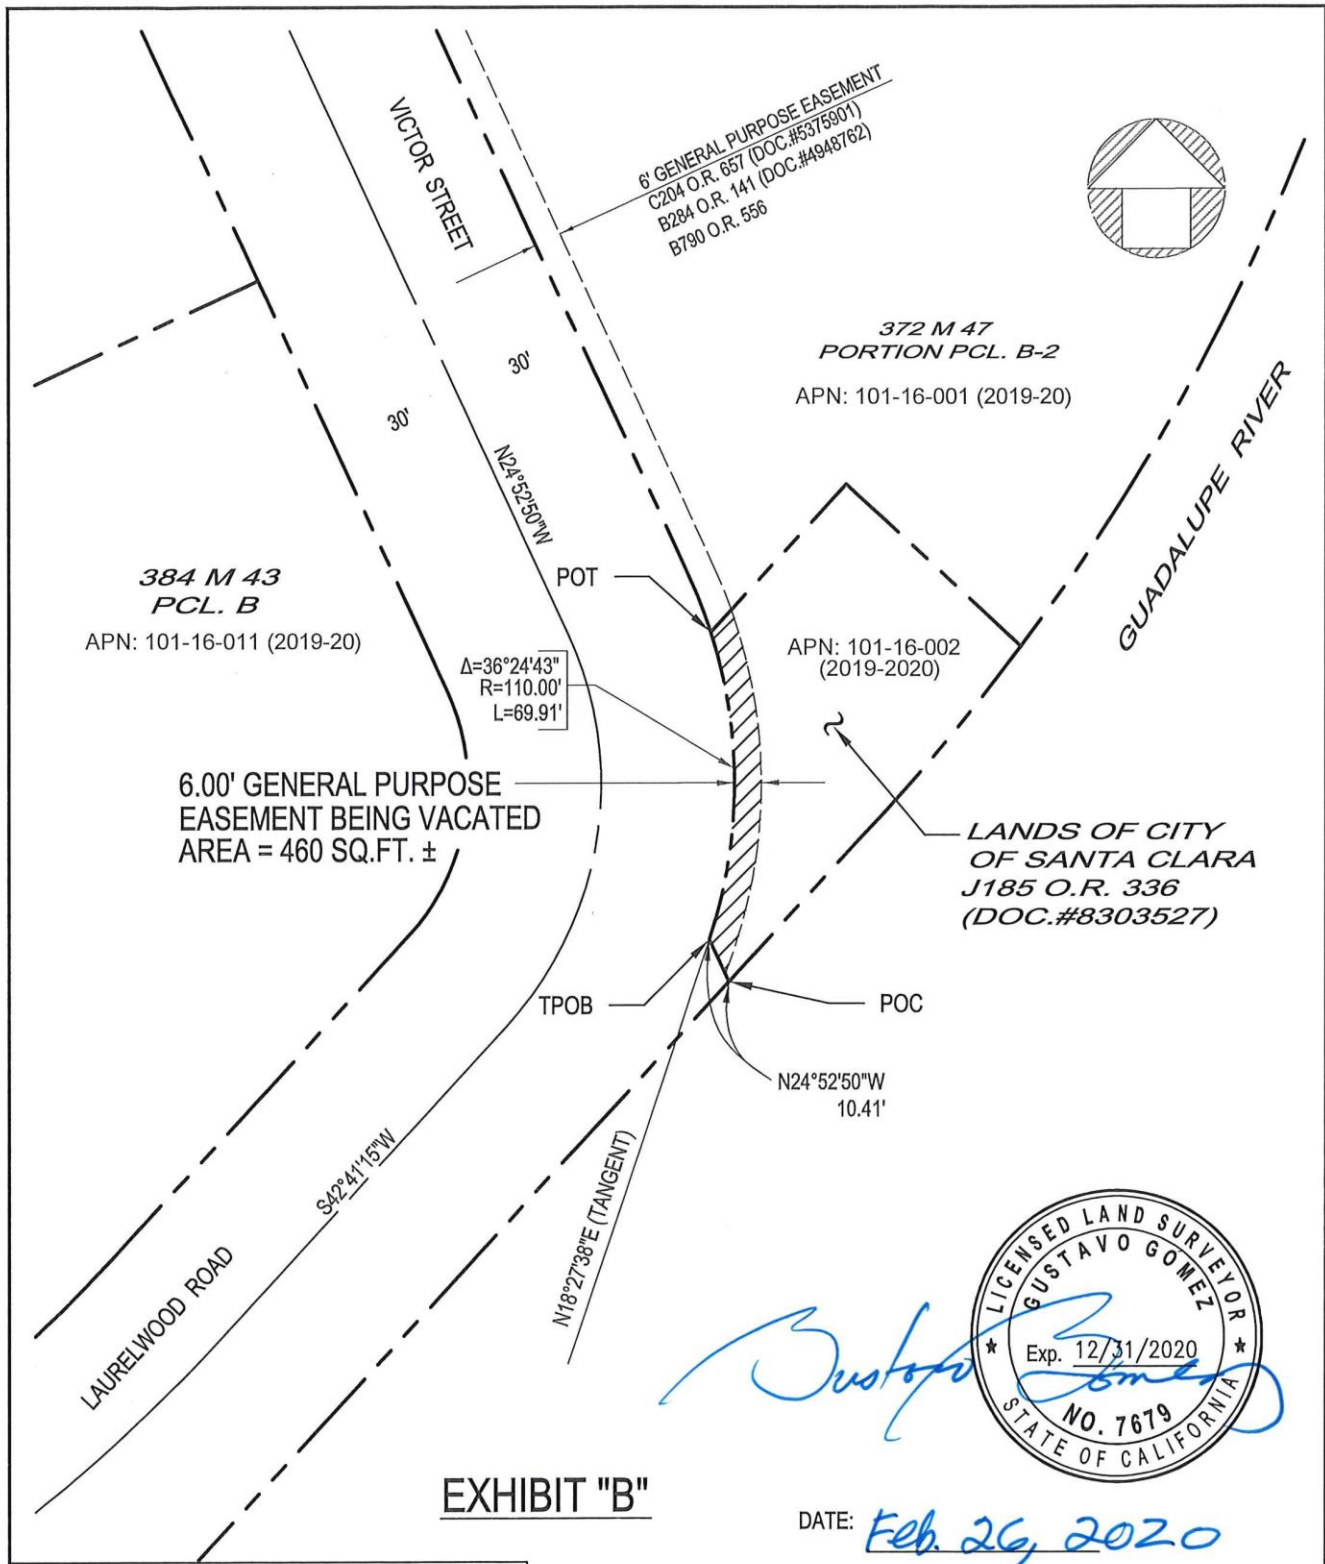 VICTOR STREET
6' GENERAL PURPOSE EASEMENT
C204 O.R. 657 (DOC.#5375901)
B284 O.R. 141 (DOC.#4948762)
B790 O.R. 556
372 M 47
PORTION PCL. B-2
APN: 101-16-001 (2019-20)
GUADALUPE RIVER
30'
30'
N24°52'50"W
384 M 43
PCL. B
APN: 101-16-011 (2019-20)
POT
APN: 101-16-002
(2019-2020)
Δ=36°24'43"
R=110.00'
L=69.91'
6.00' GENERAL PURPOSE
EASEMENT BEING VACATED
AREA = 460 SQ.FT. ±
LANDS OF CITY
OF SANTA CLARA
J185 O.R. 336
(DOC.#8303527)
TPOB
POC
N24°52'50"W
10.41'
N18°27'38"E (TANGENT)
S42°41'15"W
LAURELWOOD ROAD
LICENSED LAND SURVEYOR
GUSTAVO GOMEZ
Exp. 12/31/2020
NO. 7679
STATE OF CALIFORNIA
Gustavo Gomez
EXHIBIT "B"
DATE: Feb. 26, 2020